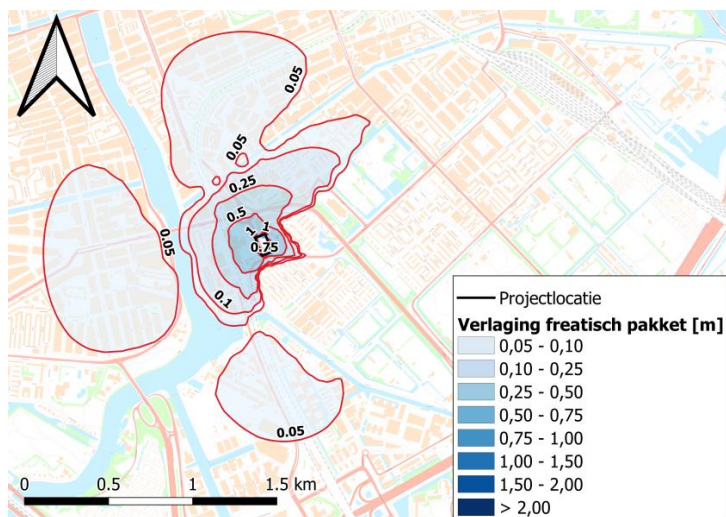 0.05
0.05
0.05
0.25
0.5
1
1
0.75
0.1
0.05
0
0.5
1
1.5 km
Projectlocatie
Verlaging freatisch pakket [m]
0,05 - 0,10
0,10 - 0,25
0,25 - 0,50
0,50 - 0,75
0,75 - 1,00
1,00 - 1,50
1,50 - 2,00
> 2,00